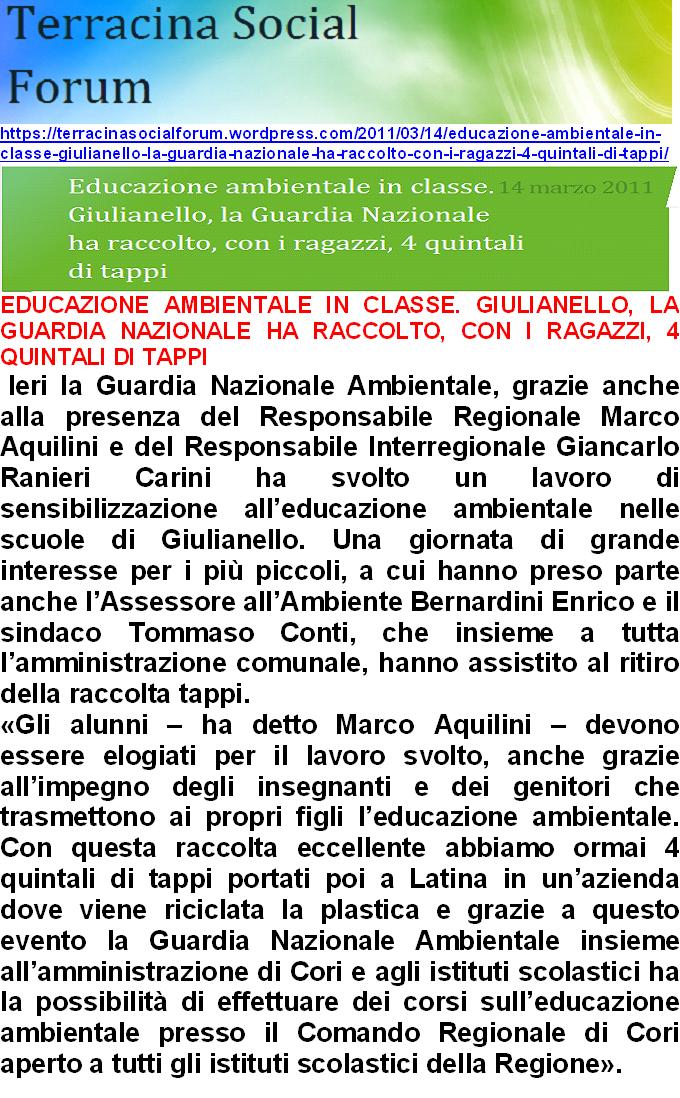 Terracina Social
Forum
https://terracinasocialforum.wordpress.com/2011/03/14/educazione-ambientale-in-
classe-giulianello-la-guardia-nazionale-ha-raccolto-con-i-ragazzi-4-quintali-di-tappi/
Educazione ambientale in classe. 14 marzo 2011
Giulianello, la Guardia Nazionale
ha raccolto, con i ragazzi, 4 quintali
di tappi
EDUCAZIONE AMBIENTALE IN CLASSE. GIULIANELLO, LA
GUARDIA NAZIONALE HA RACCOLTO, CON I RAGAZZI, 4
QUINTALI DI TAPPI
Ieri la Guardia Nazionale Ambientale, grazie anche
alla presenza del Responsabile Regionale Marco
Aquilini e del Responsabile Interregionale Giancarlo
Ranieri Carini ha svolto un lavoro di
sensibilizzazione all’educazione ambientale nelle
scuole di Giulianello. Una giornata di grande
interesse per i più piccoli, a cui hanno preso parte
anche l’Assessore all’Ambiente Bernardini Enrico e il
sindaco Tommaso Conti, che insieme a tutta
l’amministrazione comunale, hanno assistito al ritiro
della raccolta tappi.
«Gli alunni – ha detto Marco Aquilini – devono
essere elogiati per il lavoro svolto, anche grazie
all’impegno degli insegnanti e dei genitori che
trasmettono ai propri figli l’educazione ambientale.
Con questa raccolta eccellente abbiamo ormai 4
quintali di tappi portati poi a Latina in un’azienda
dove viene riciclata la plastica e grazie a questo
evento la Guardia Nazionale Ambientale insieme
all’amministrazione di Cori e agli istituti scolastici ha
la possibilità di effettuare dei corsi sull’educazione
ambientale presso il Comando Regionale di Cori
aperto a tutti gli istituti scolastici della Regione».